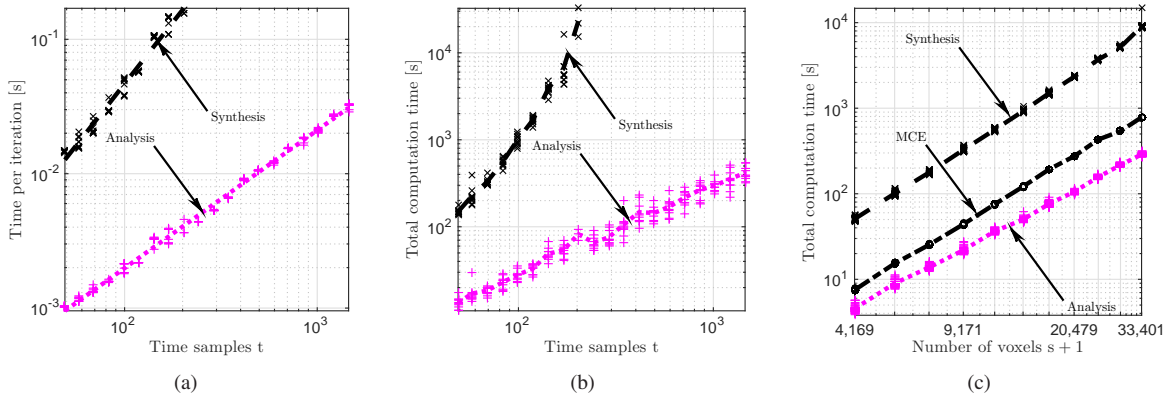 Time per iteration [s]
10^-1
10^-2
10^-3
Synthesis
Analysis
10^2
10^3
Time samples t
(a)
Total computation time [s]
10^4
10^3
10^2
Synthesis
Analysis
10^2
10^3
Time samples t
(b)
Total computation time [s]
10^4
10^3
10^2
10^1
Synthesis
MCE
Analysis
4,169
9,171
20,479
33,401
Number of voxels s + 1
(c)